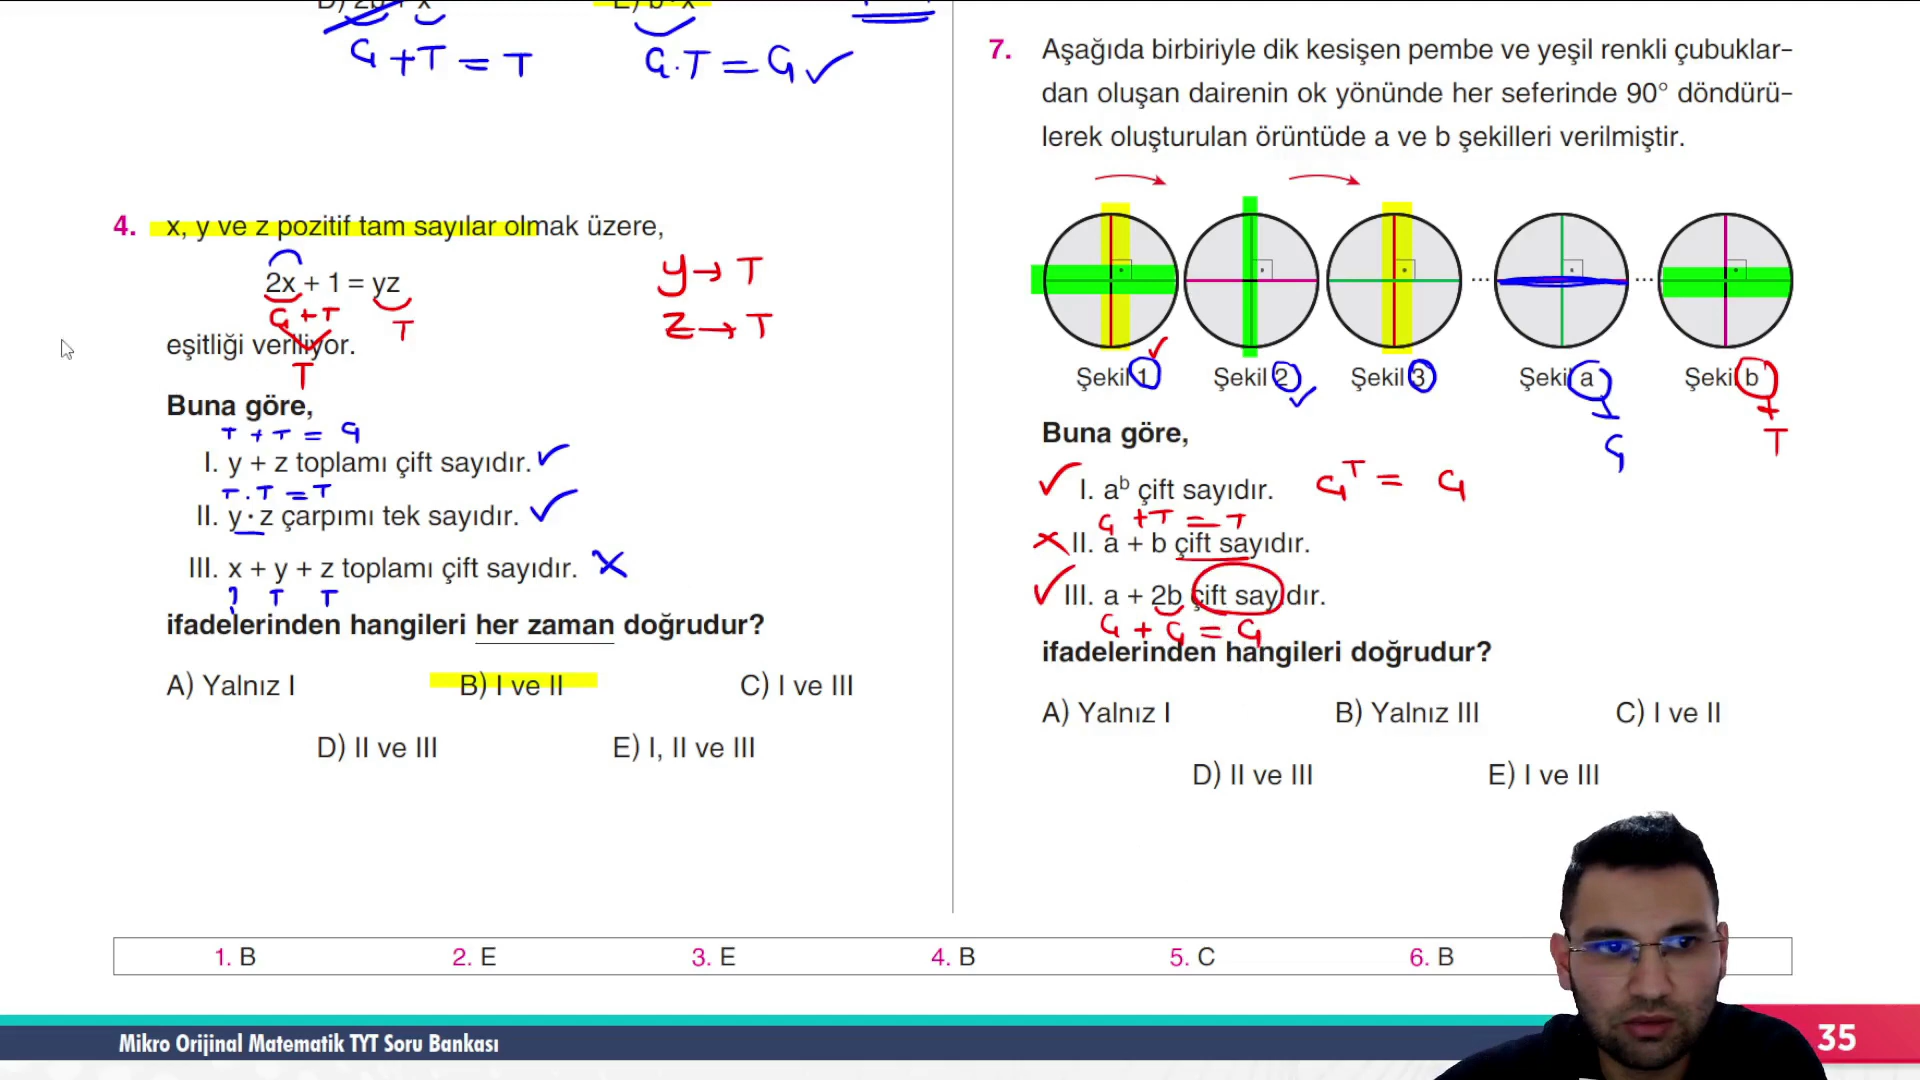 Ç + T = T
Ç . T = Ç ✓
4. x, y ve z pozitif tam sayılar olmak üzere,
2x + 1 = yz
Ç + T
T
T
y → T
z → T
eşitliği veriliyor.
Buna göre,
T + T = Ç
I. y + z toplamı çift sayıdır. ✓
T . T = T
II. y · z çarpımı tek sayıdır. ✓
III. x + y + z toplamı çift sayıdır. X
? T T
ifadelerinden hangileri her zaman doğrudur?
A) Yalnız I B) I ve II C) I ve III
D) II ve III E) I, II ve III
7. Aşağıda birbiriyle dik kesişen pembe ve yeşil renkli çubuklar-
dan oluşan dairenin ok yönünde her seferinde 90° döndürü-
lerek oluşturulan örüntüde a ve b şekilleri verilmiştir.
... ...
Şekil 1 Şekil 2 Şekil 3 Şekil a Şekil b
Ç T
Buna göre,
✓ I. aᵇ çift sayıdır. Çᵀ = Ç
Ç + T = T
X II. a + b çift sayıdır.
✓ III. a + 2b çift sayıdır.
Ç + Ç = Ç
ifadelerinden hangileri doğrudur?
A) Yalnız I B) Yalnız III C) I ve II
D) II ve III E) I ve III
1. B 2. E 3. E 4. B 5. C 6. B
Mikro Orijinal Matematik TYT Soru Bankası
35